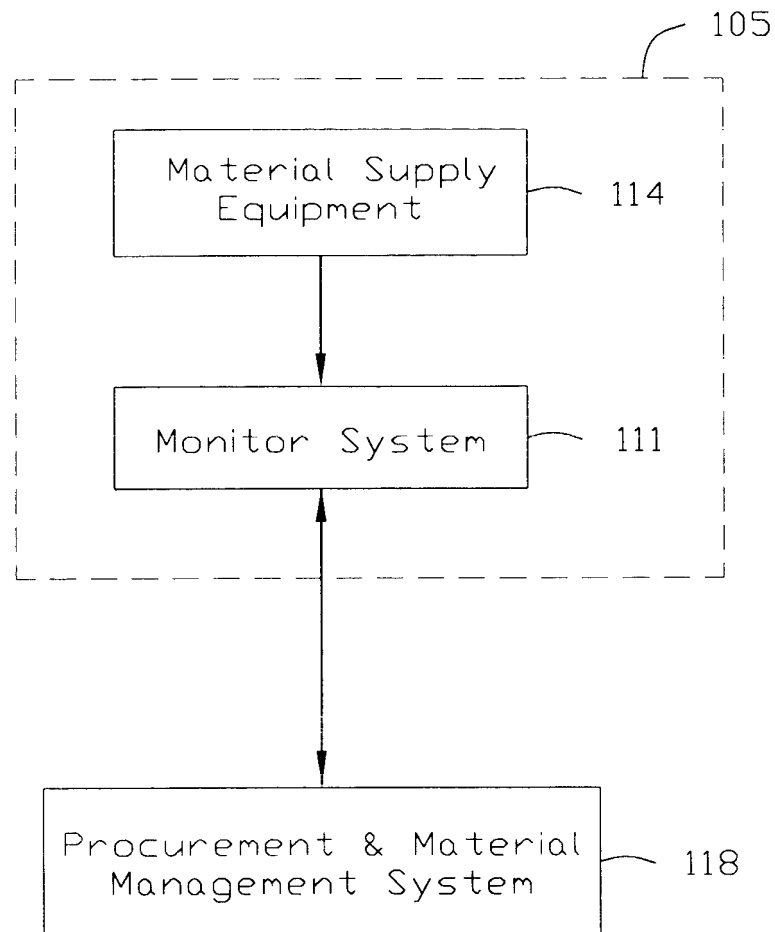 105
Material Supply
Equipment
114
Monitor System
111
Procurement & Material
Management System
118